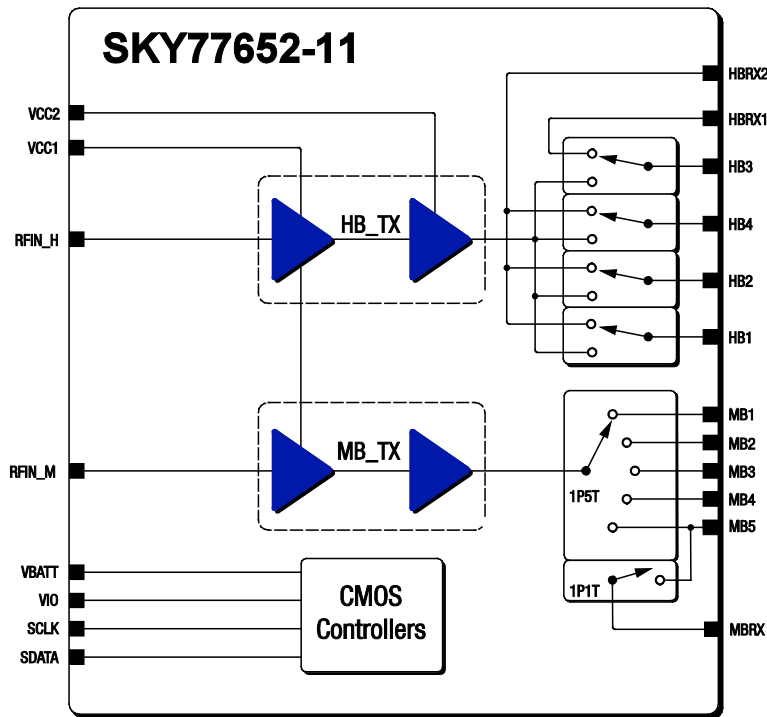 SKY77652-11
VCC2
VCC1
RFIN_H
HB_TX
HBRX2
HBRX1
HB3
HB4
HB2
HB1
RFIN_M
MB_TX
1P5T
MB1
MB2
MB3
MB4
MB5
1P1T
MBRX
VBATT
VIO
SCLK
SDATA
CMOS
Controllers